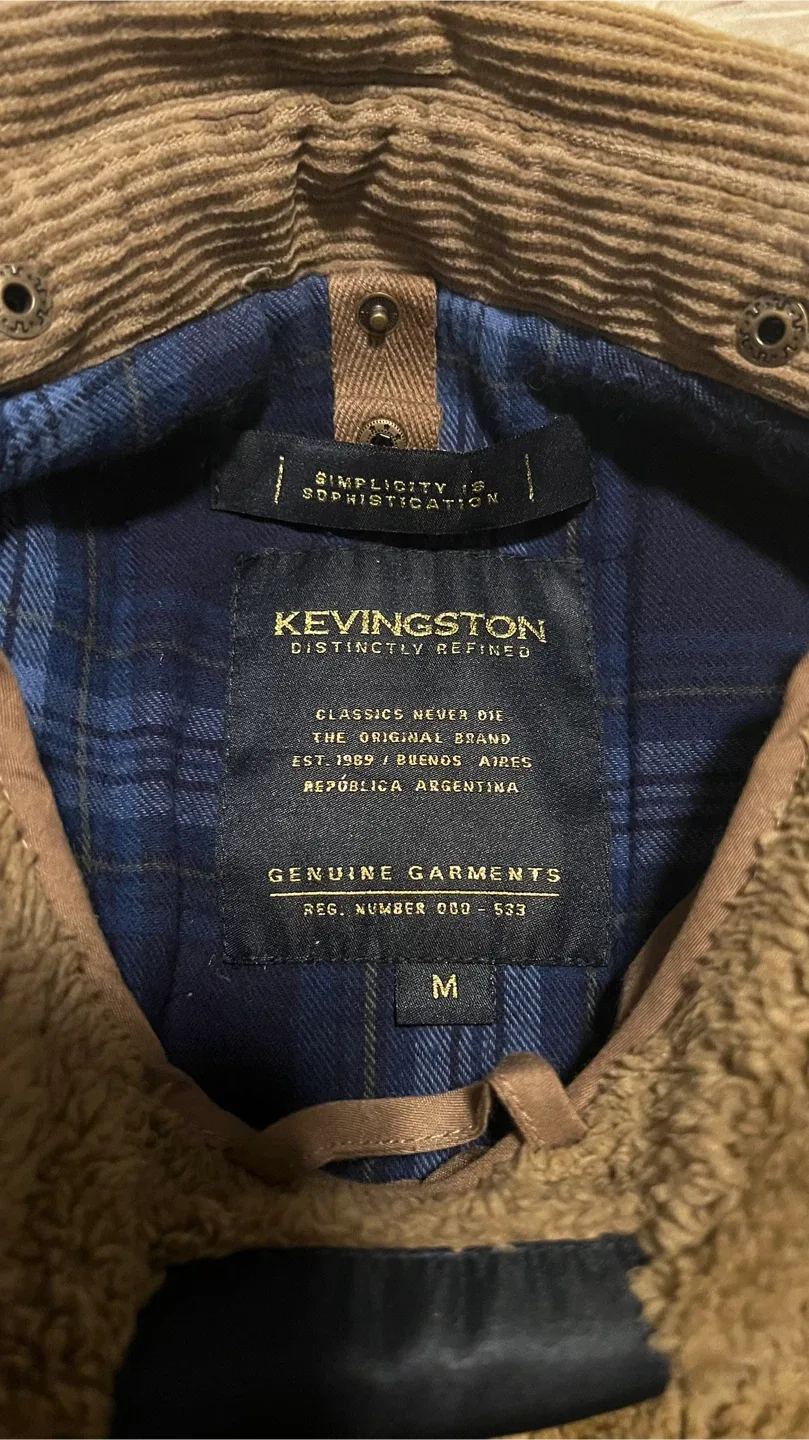 SIMPLICITY IS
SOPHISTICATION
KEVINGSTON
DISTINCTLY REFINED
CLASSICS NEVER DIE
THE ORIGINAL BRAND
EST. 1989 / BUENOS AIRES
REPÚBLICA ARGENTINA
GENUINE GARMENTS
REG. NUMBER 000 - 533
M